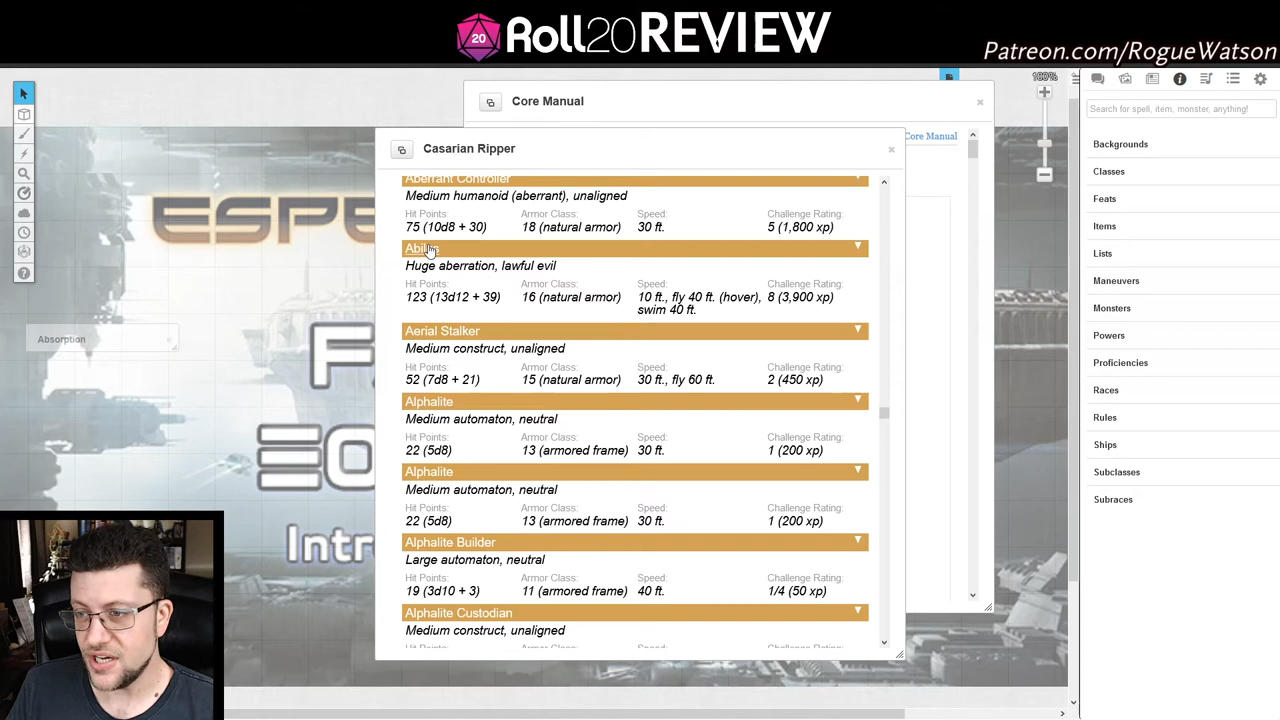 20 Roll20REVIEW
Patreon.com/RogueWatson
Core Manual
100%
Search for spell, item, monster, anything!
Core Manual
Casarian Ripper
Backgrounds
Classes
Feats
Items
Lists
Maneuvers
Monsters
Powers
Proficiencies
Races
Rules
Ships
Subclasses
Subraces
Absorption
Aberrant Controller
Medium humanoid (aberrant), unaligned
Hit Points: Armor Class: Speed: Challenge Rating:
75 (10d8 + 30) 18 (natural armor) 30 ft. 5 (1,800 xp)
Huge aberration, lawful evil
Hit Points: Armor Class: Speed: Challenge Rating:
123 (13d12 + 39) 16 (natural armor) 10 ft., fly 40 ft. (hover), 8 (3,900 xp)
swim 40 ft.
Aerial Stalker
Medium construct, unaligned
Hit Points: Armor Class: Speed: Challenge Rating:
52 (7d8 + 21) 15 (natural armor) 30 ft., fly 60 ft. 2 (450 xp)
Alphalite
Medium automaton, neutral
Hit Points: Armor Class: Speed: Challenge Rating:
22 (5d8) 13 (armored frame) 30 ft. 1 (200 xp)
Alphalite
Medium automaton, neutral
Hit Points: Armor Class: Speed: Challenge Rating:
22 (5d8) 13 (armored frame) 30 ft. 1 (200 xp)
Alphalite Builder
Large automaton, neutral
Hit Points: Armor Class: Speed: Challenge Rating:
19 (3d10 + 3) 11 (armored frame) 40 ft. 1/4 (50 xp)
Alphalite Custodian
Medium construct, unaligned